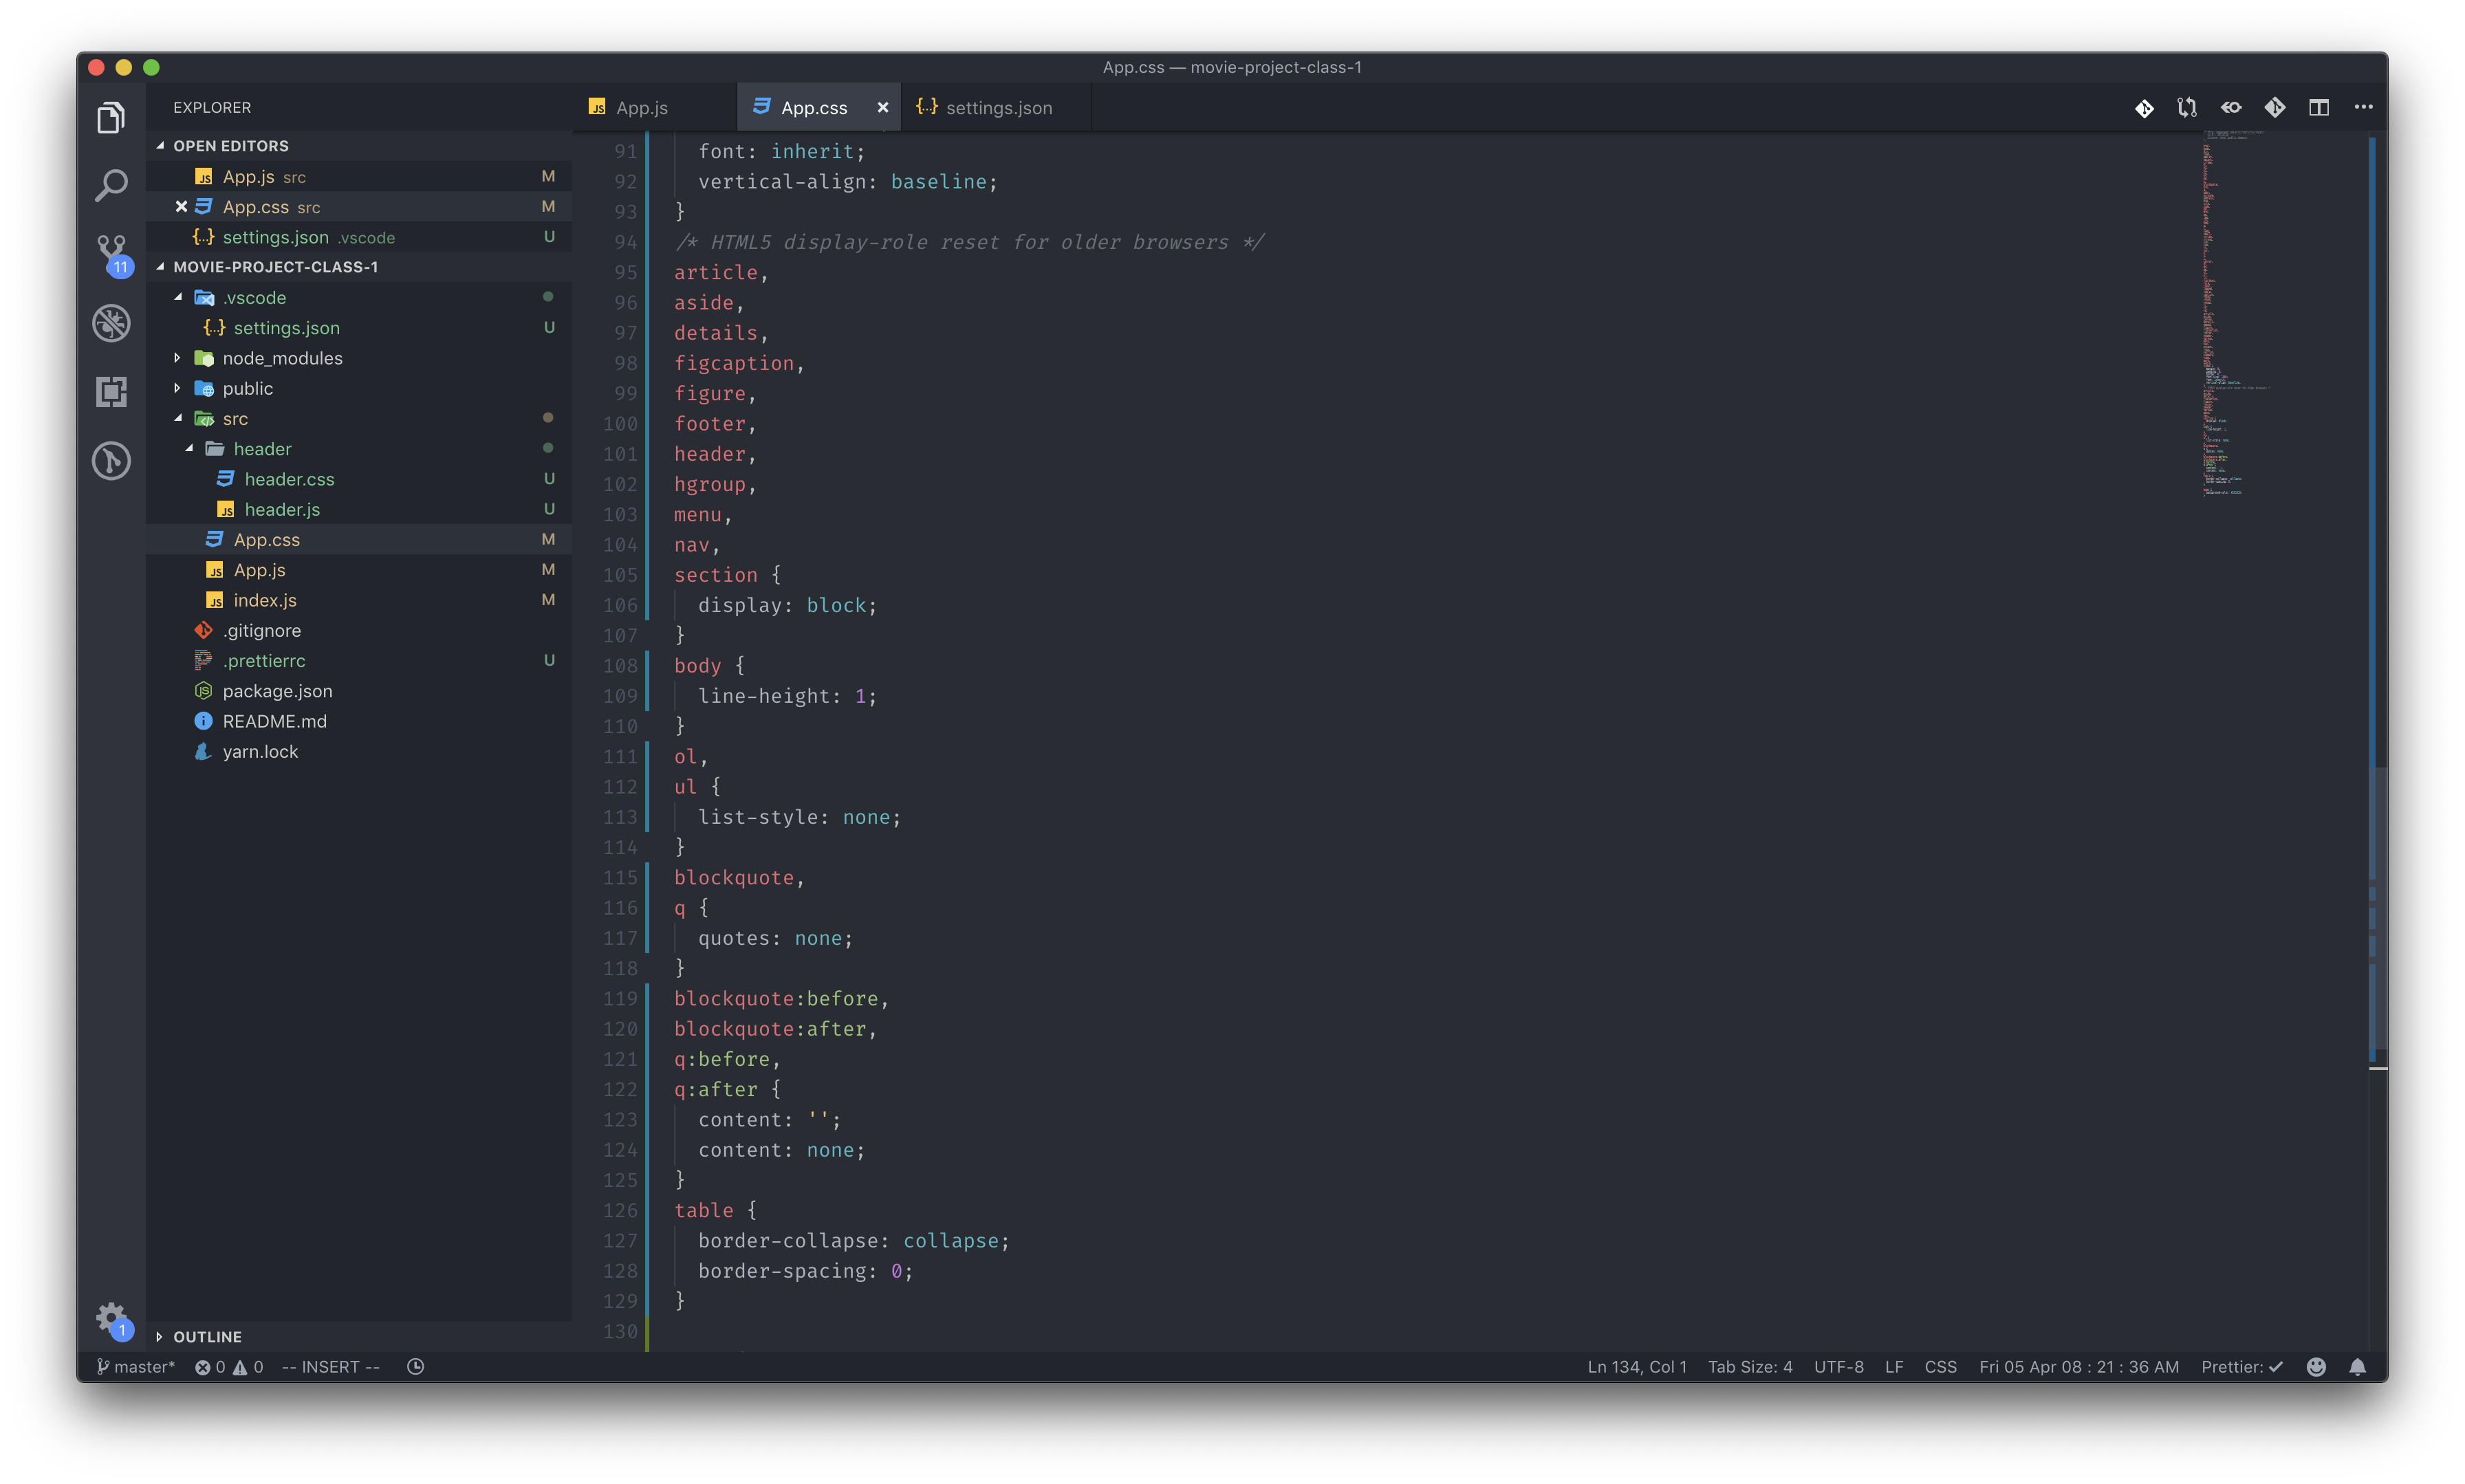 App.css — movie-project-class-1
EXPLORER
OPEN EDITORS
App.js src M
App.css src M
settings.json .vscode U
MOVIE-PROJECT-CLASS-1
.vscode
settings.json U
node_modules
public
src
header
header.css U
header.js U
App.css M
App.js M
index.js M
.gitignore
.prettierrc U
package.json
README.md
yarn.lock
OUTLINE
11
1
App.js
App.css
settings.json
91 font: inherit;
92 vertical-align: baseline;
93 }
94 /* HTML5 display-role reset for older browsers */
95 article,
96 aside,
97 details,
98 figcaption,
99 figure,
100 footer,
101 header,
102 hgroup,
103 menu,
104 nav,
105 section {
106 display: block;
107 }
108 body {
109 line-height: 1;
110 }
111 ol,
112 ul {
113 list-style: none;
114 }
115 blockquote,
116 q {
117 quotes: none;
118 }
119 blockquote:before,
120 blockquote:after,
121 q:before,
122 q:after {
123 content: '';
124 content: none;
125 }
126 table {
127 border-collapse: collapse;
128 border-spacing: 0;
129 }
130
master* 0 0 -- INSERT -- Ln 134, Col 1 Tab Size: 4 UTF-8 LF CSS Fri 05 Apr 08 : 21 : 36 AM Prettier: ✓